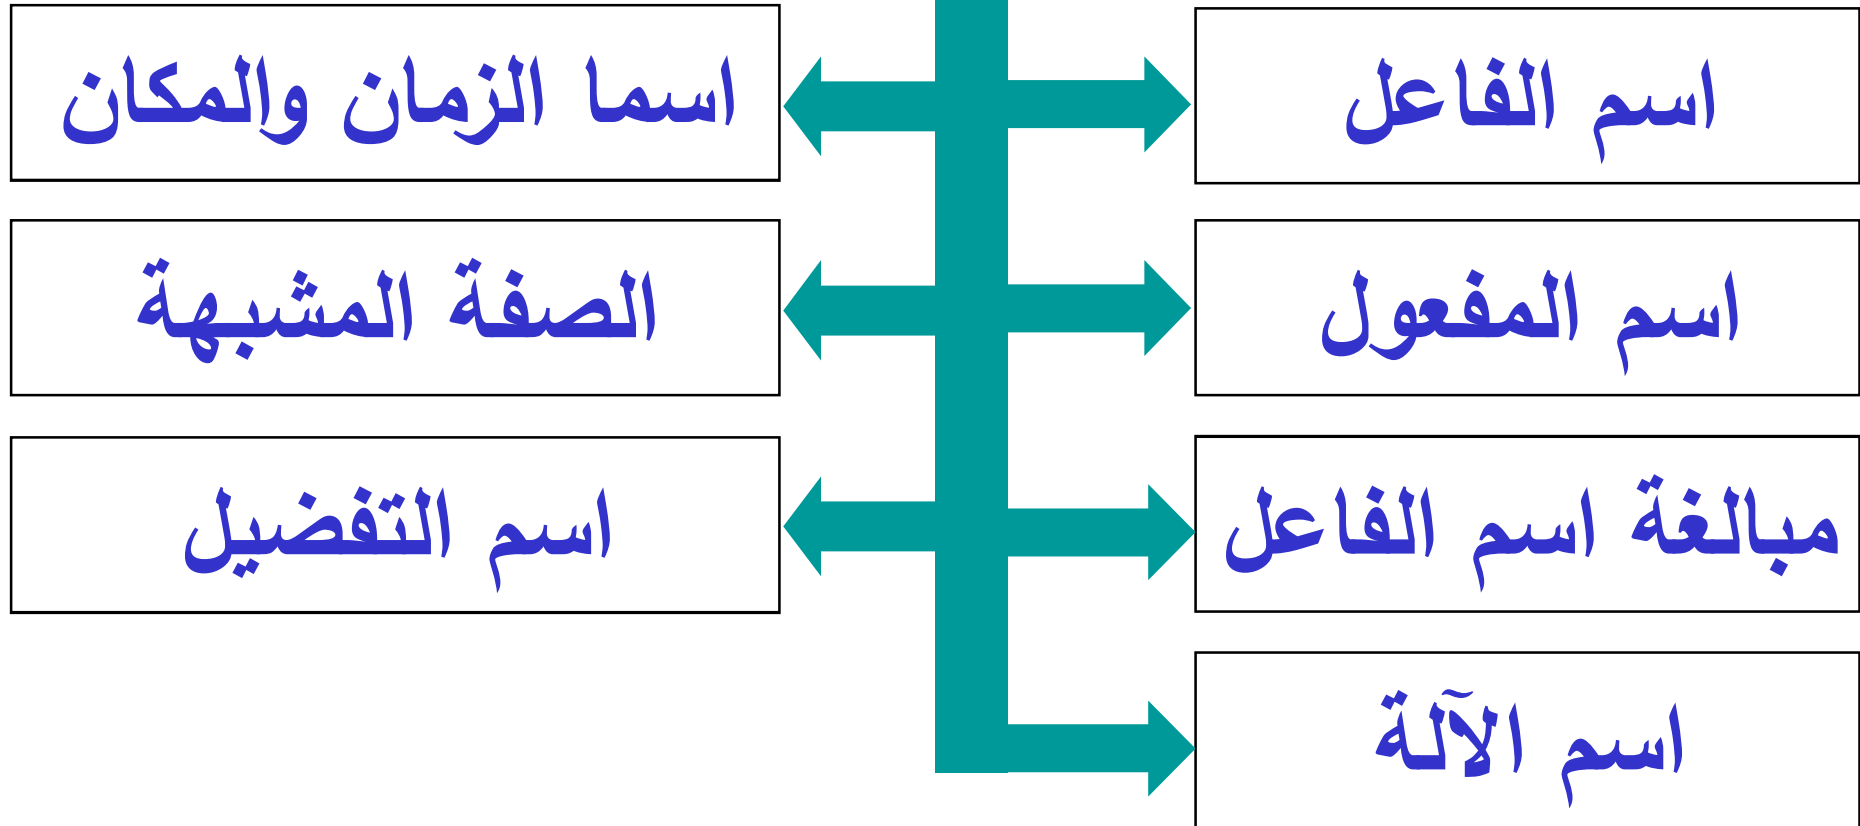 اسم الفاعل
اسما الزمان والمكان
اسم المفعول
الصفة المشبهة
مبالغة اسم الفاعل
اسم التفضيل
اسم الآلة